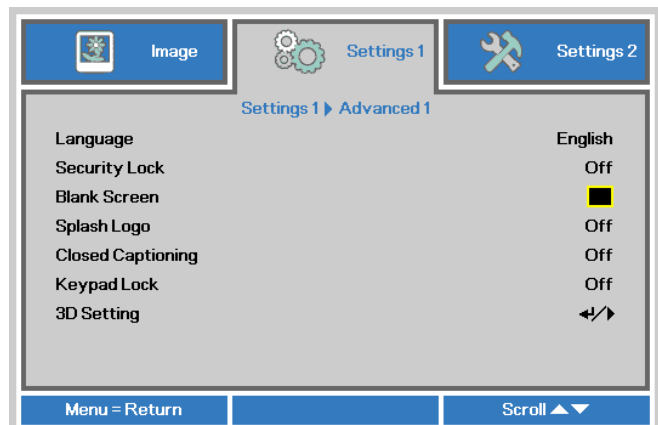 Image Settings 1 Settings 2
Settings 1 Advanced 1
Language English
Security Lock Off
Blank Screen
Splash Logo Off
Closed Captioning Off
Keypad Lock Off
3D Setting /
Menu = Return Scroll